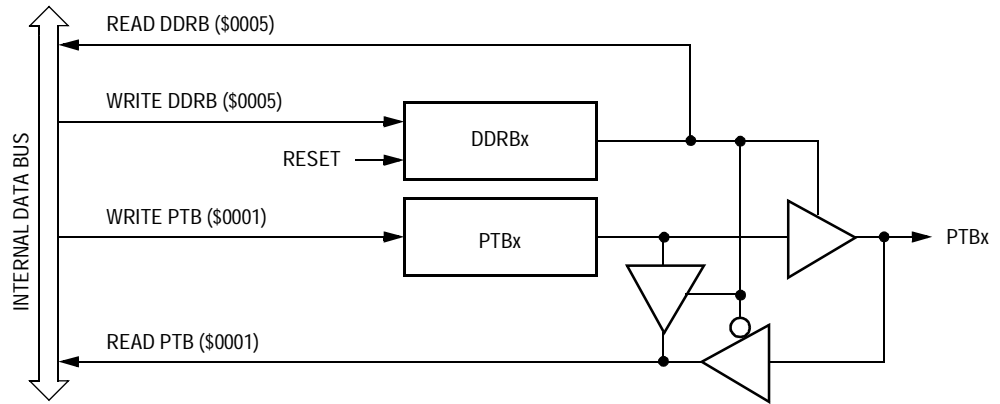 READ DDRB ($0005)
WRITE DDRB ($0005)
DDRBx
RESET
WRITE PTB ($0001)
PTBx
PTBx
READ PTB ($0001)
INTERNAL DATA BUS